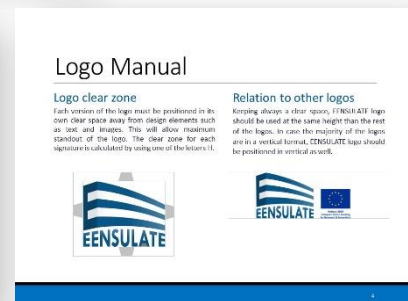 Logo Manual
Logo clear zone
Each version of the logo must be positioned in its
own clear space away from design elements such
as text and images. This will allow maximum
standout of the logo. The clear zone for each
signature is calculated by using one of the letters H.
Relation to other logos
Keeping always a clear space, EENSULATE logo
should be used at the same height than the rest
of the logos. In case the majority of the logos
are in a vertical format, EENSULATE logo should
be positioned in vertical as well.
EENSULATE
EENSULATE
4